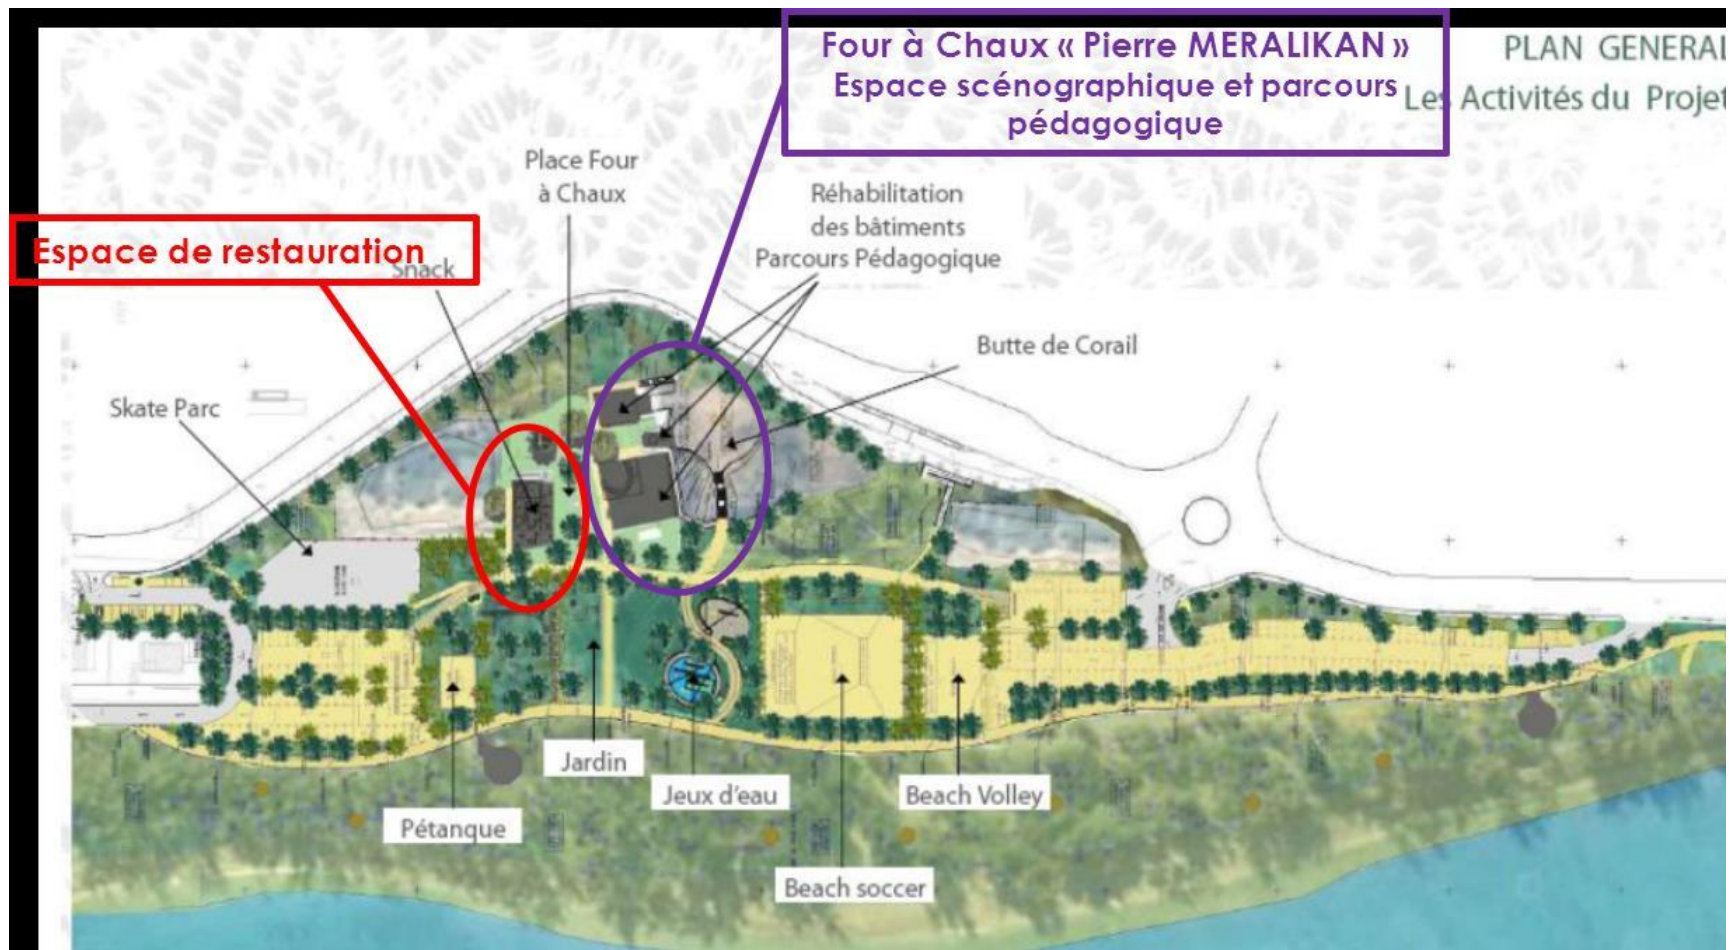 Four à Chaux « Pierre MERALIKAN »
Espace scénographique et parcours
pédagogique
PLAN GENERAL
Les Activités du Projet
Place Four
à Chaux
Réhabilitation
des bâtiments
Parcours Pédagogique
Espace de restauration
Snack
Butte de Corail
Skate Parc
Jardin
Jeux d'eau
Beach Volley
Pétanque
Beach soccer